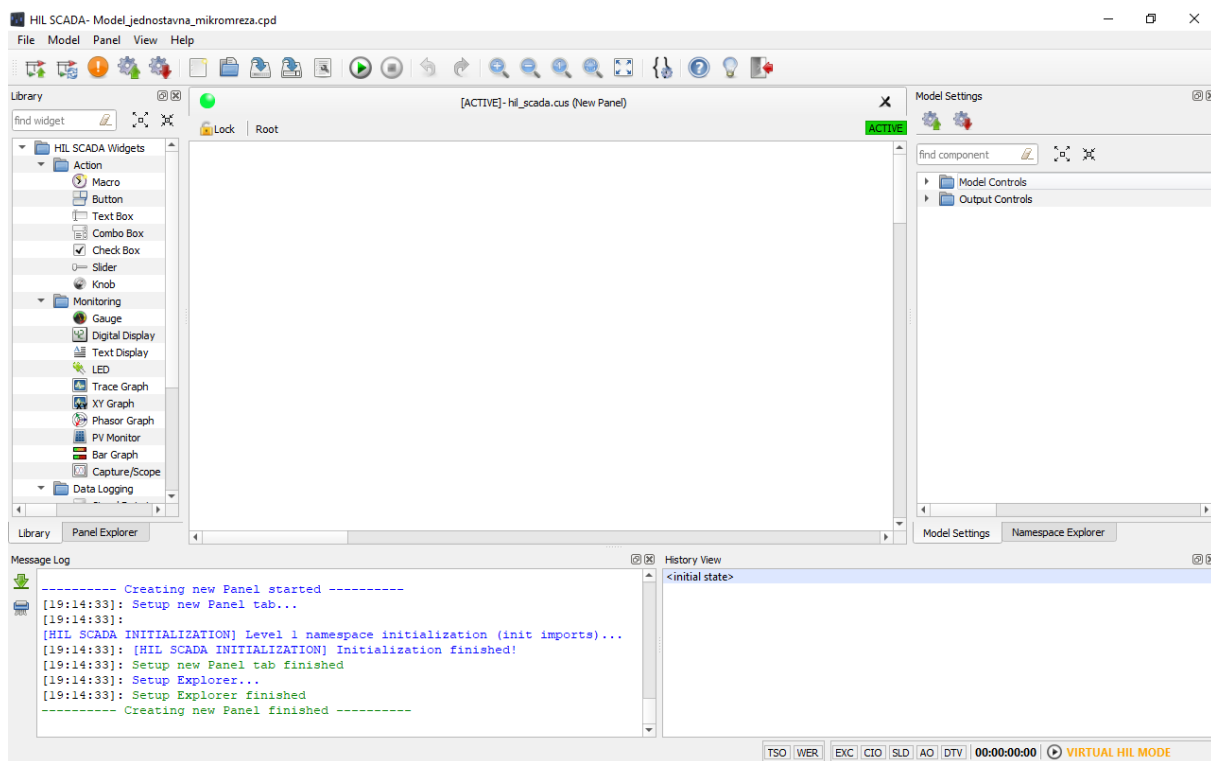 HIL SCADA- Model_jednostavna_mikromreza.cpd
File Model Panel View Help
Library
find widget
HIL SCADA Widgets
Action
Macro
Button
Text Box
Combo Box
Check Box
Slider
Knob
Monitoring
Gauge
Digital Display
Text Display
LED
Trace Graph
XY Graph
Phasor Graph
PV Monitor
Bar Graph
Capture/Scope
Data Logging
Library Panel Explorer
[ACTIVE]- hil_scada.cus (New Panel)
Lock Root ACTIVE
Model Settings
find component
Model Controls
Output Controls
Model Settings Namespace Explorer
Message Log
---------- Creating new Panel started ----------
[19:14:33]: Setup new Panel tab...
[19:14:33]:
[HIL SCADA INITIALIZATION] Level 1 namespace initialization (init imports)...
[19:14:33]: [HIL SCADA INITIALIZATION] Initialization finished!
[19:14:33]: Setup new Panel tab finished
[19:14:33]: Setup Explorer...
[19:14:33]: Setup Explorer finished
---------- Creating new Panel finished ----------
History View
<initial state>
TSO WER EXC CIO SLD AO DTV 00:00:00:00 VIRTUAL HIL MODE